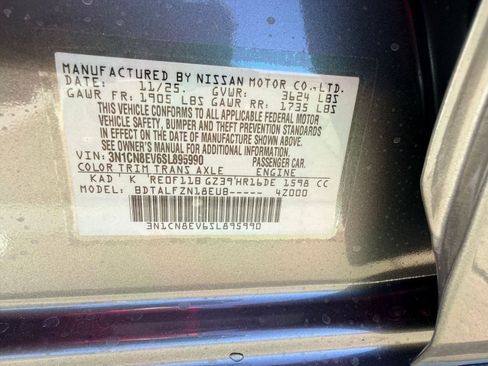 MANUFACTURED BY NISSAN MOTOR CO.,LTD.
DATE: 11/25. GVWR: 3624 LBS
GAWR FR: 1905 LBS GAWR RR: 1735 LBS
THIS VEHICLE CONFORMS TO ALL APPLICABLE FEDERAL MOTOR
VEHICLE SAFETY, BUMPER AND THEFT PREVENTION STANDARDS
IN EFFECT ON THE DATE OF MANUFACTURE SHOWN ABOVE.
SEE OWNER'S MANUAL FOR ADDITIONAL INFORMATION.
VIN: 3N1CN8EV6SL895990 PASSENGER CAR.
COLOR TRIM TRANS AXLE ENGINE
KAD K RE0F11B GZ39 HR16DE 1598 CC
MODEL: BDTALFZN18EUB----- 4Z000
3N1CN8EV6SL895990